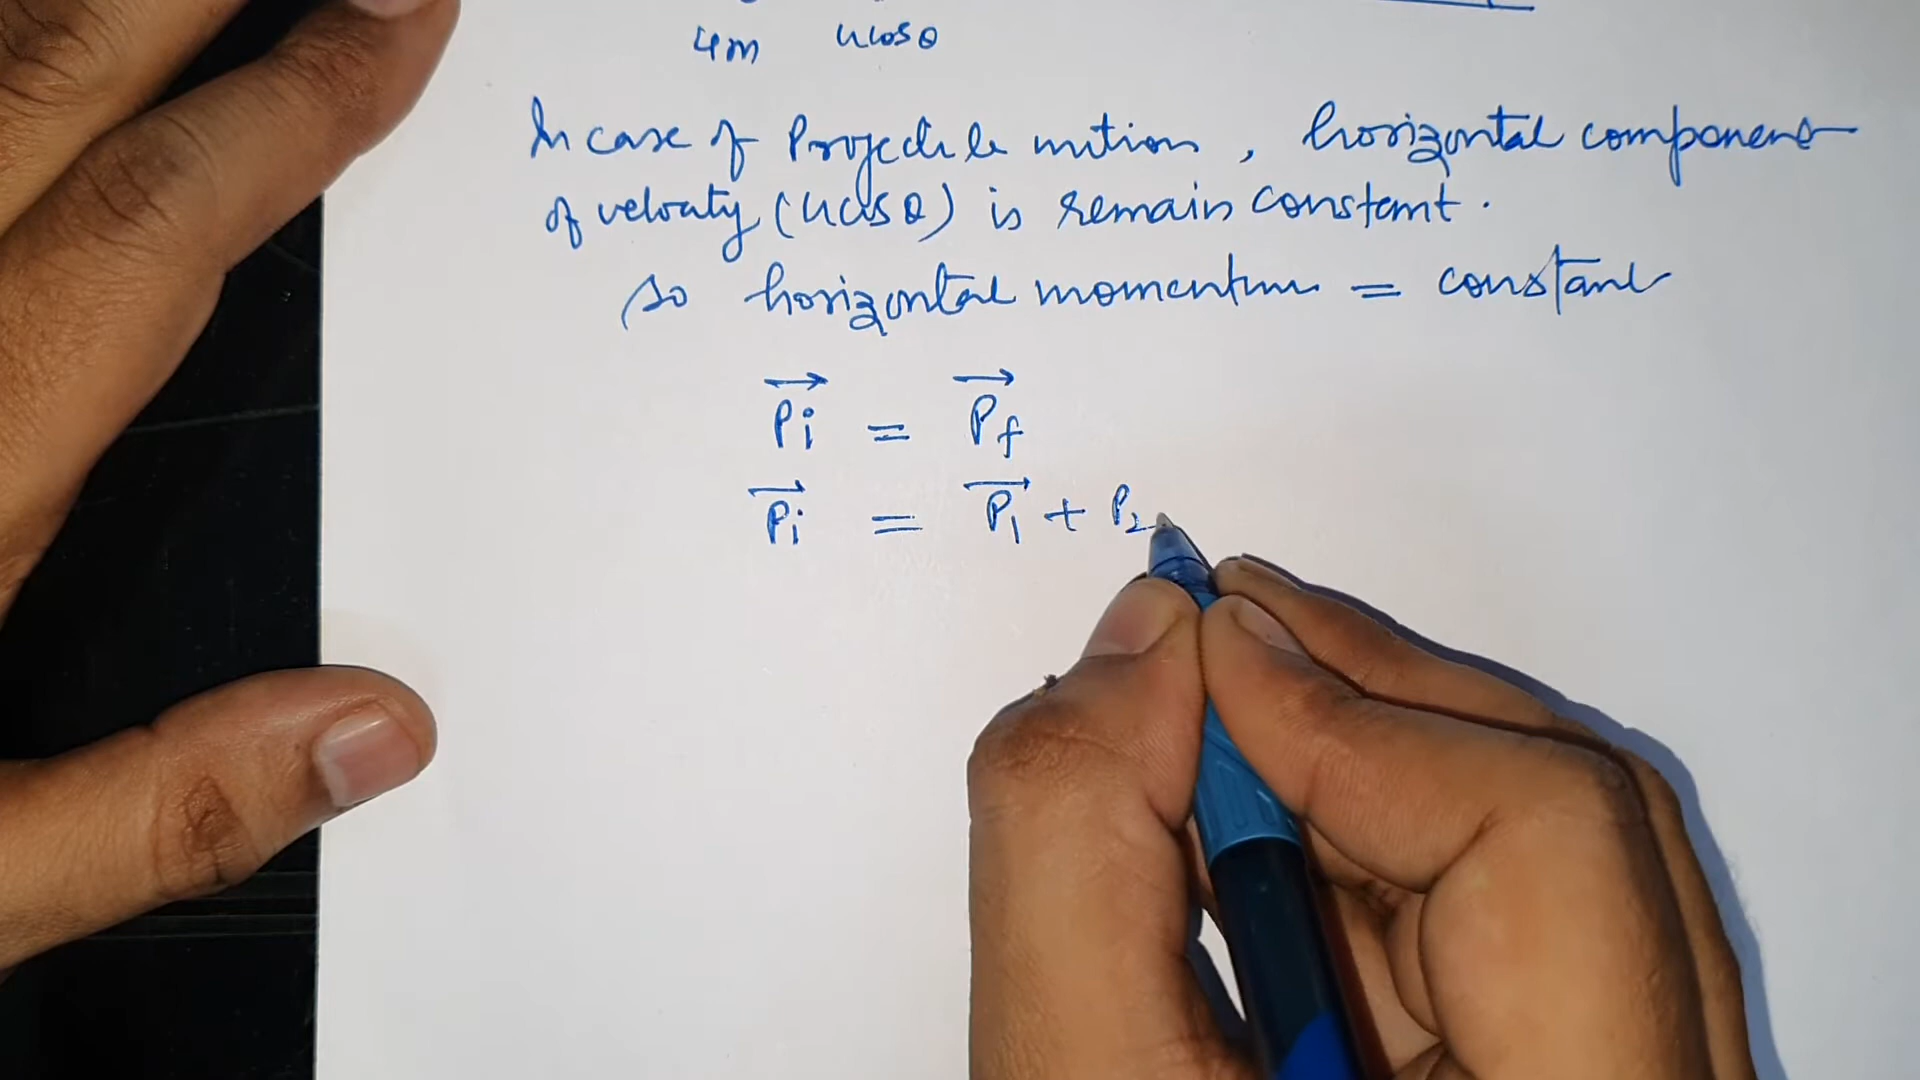 4m ucosθ
In case of Projectile motion, horizontal component
of velocity (ucosθ) is remain constant.
so horizontal momentum = constant
→Pi = →Pf
→Pi = →P₁ + P₂